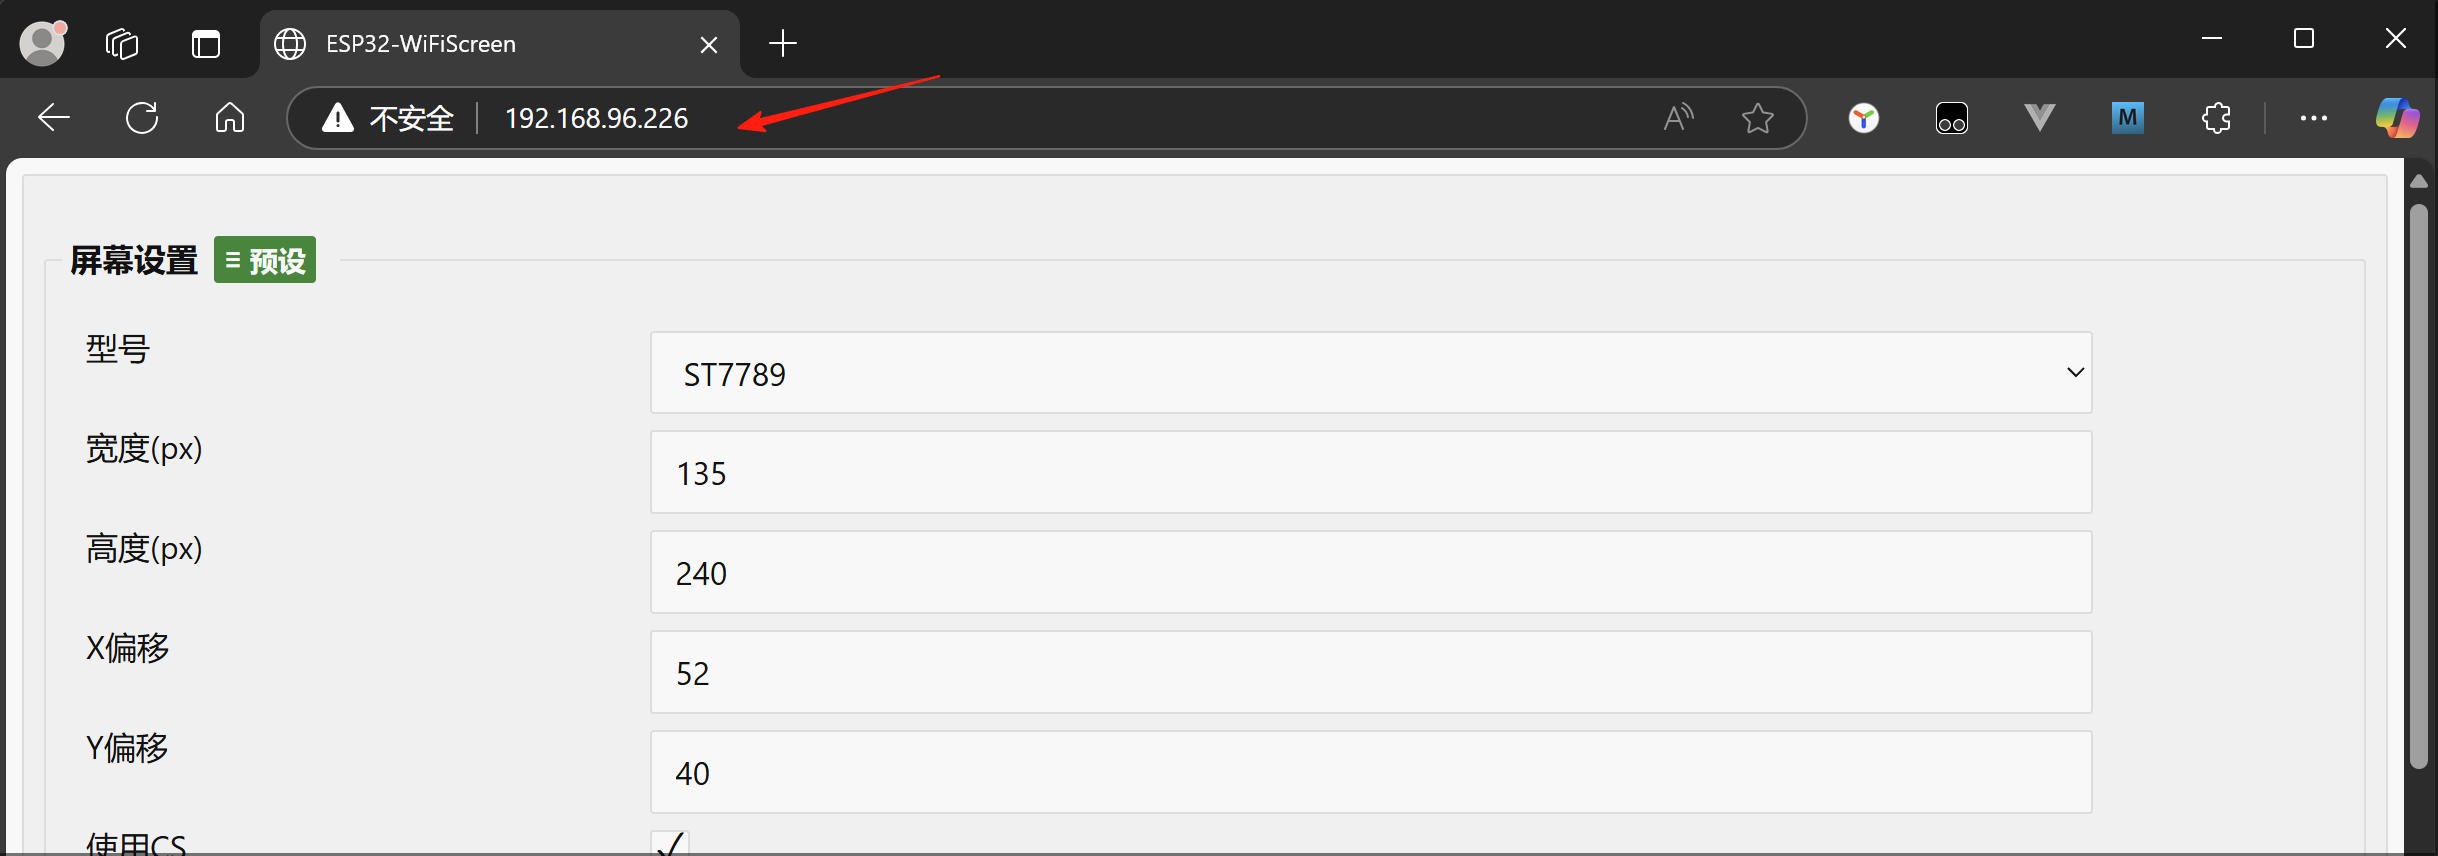 ESP32-WiFiScreen
不安全 192.168.96.226
屏幕设置 预设
型号 ST7789
宽度(px) 135
高度(px) 240
X偏移 52
Y偏移 40
使用CS